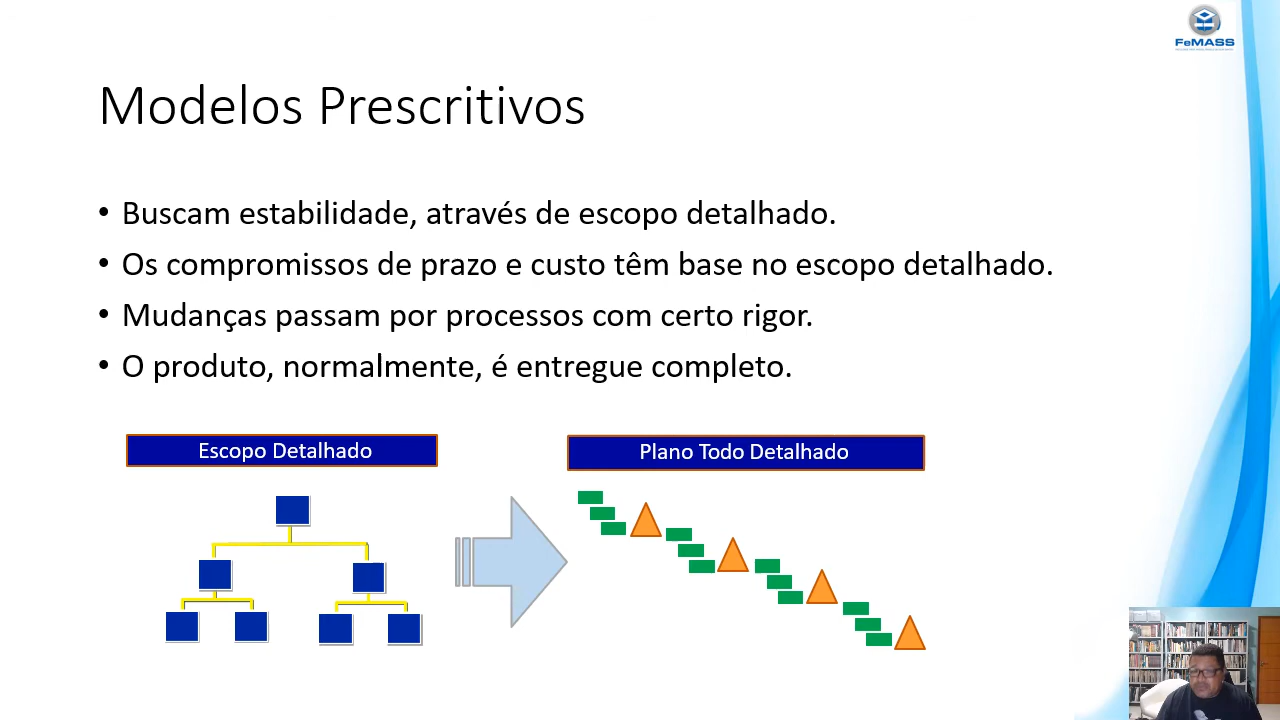 FeMASS
Modelos Prescritivos
• Buscam estabilidade, através de escopo detalhado.
• Os compromissos de prazo e custo têm base no escopo detalhado.
• Mudanças passam por processos com certo rigor.
• O produto, normalmente, é entregue completo.
Escopo Detalhado
Plano Todo Detalhado